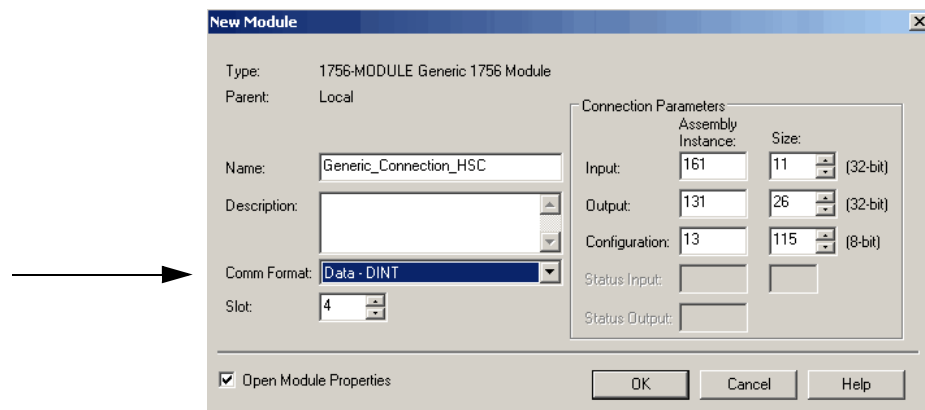 New Module
Type: 1756-MODULE Generic 1756 Module
Parent: Local
Connection Parameters
Assembly Instance: Size:
Name: Generic_Connection_HSC
Input: 161 11 (32-bit)
Description:
Output: 131 26 (32-bit)
Configuration: 13 115 (8-bit)
Comm Format: Data - DINT
Status Input:
Slot: 4
Status Output:
Open Module Properties
OK Cancel Help